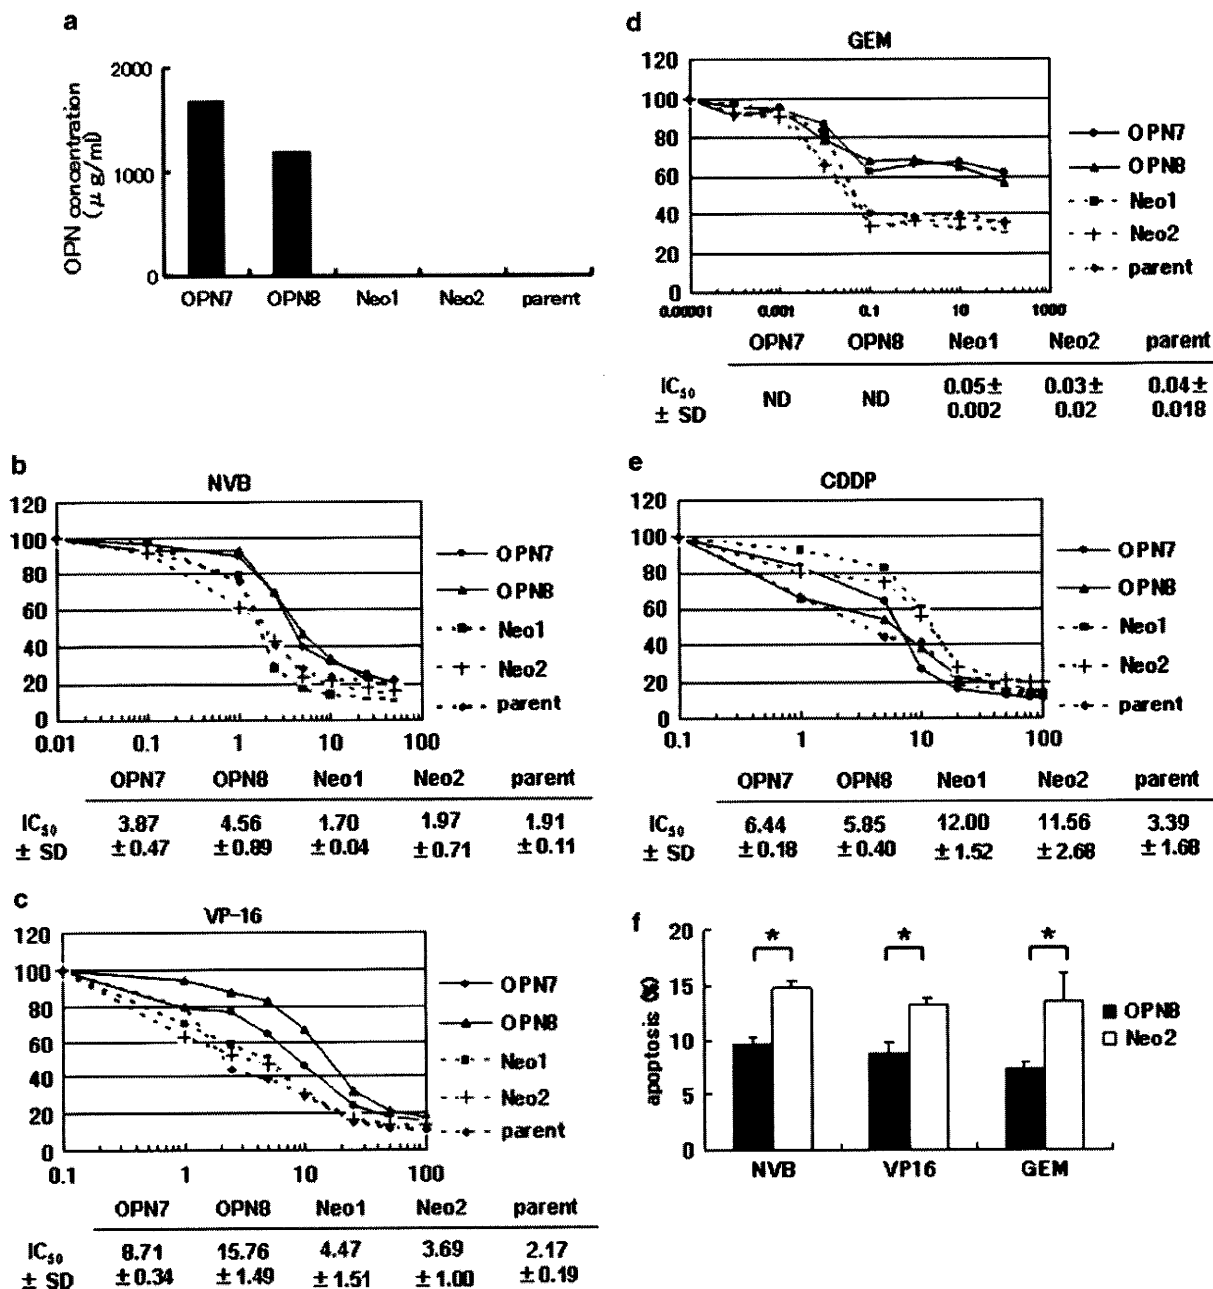 a
2000
1000
0
OPN concentration
(μg/ml)
OPN7 OPN8 Neo1 Neo2 parent
b
NVB
120
100
80
60
40
20
0
0.01 0.1 1 10 100
OPN7
OPN8
Neo1
Neo2
parent
OPN7 OPN8 Neo1 Neo2 parent
IC50 3.87 4.56 1.70 1.97 1.91
± SD ±0.47 ±0.89 ±0.04 ±0.71 ±0.11
c
VP-16
120
100
80
60
40
20
0
0.1 1 10 100
OPN7
OPN8
Neo1
Neo2
parent
OPN7 OPN8 Neo1 Neo2 parent
IC50 8.71 15.76 4.47 3.69 2.17
± SD ±0.34 ±1.49 ±1.51 ±1.00 ±0.19
d
GEM
120
100
80
60
40
20
0
0.00001 0.001 0.1 10 1000
OPN7
OPN8
Neo1
Neo2
parent
OPN7 OPN8 Neo1 Neo2 parent
IC50 ND ND 0.05± 0.03± 0.04±
± SD 0.002 0.02 0.018
e
CDDP
120
100
80
60
40
20
0
0.1 1 10 100
OPN7
OPN8
Neo1
Neo2
parent
OPN7 OPN8 Neo1 Neo2 parent
IC50 6.44 5.85 12.00 11.56 3.39
± SD ±0.18 ±0.40 ±1.52 ±2.68 ±1.68
f
20
15
10
5
0
apoptosis (%)
* * *
NVB VP16 GEM
OPN8
Neo2